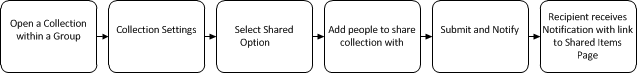 Open a Collection
within a Group
Collection Settings
Select Shared
Option
Add people to share
collection with
Submit and Notify
Recipient receives
Notification with link
to Shared Items
Page